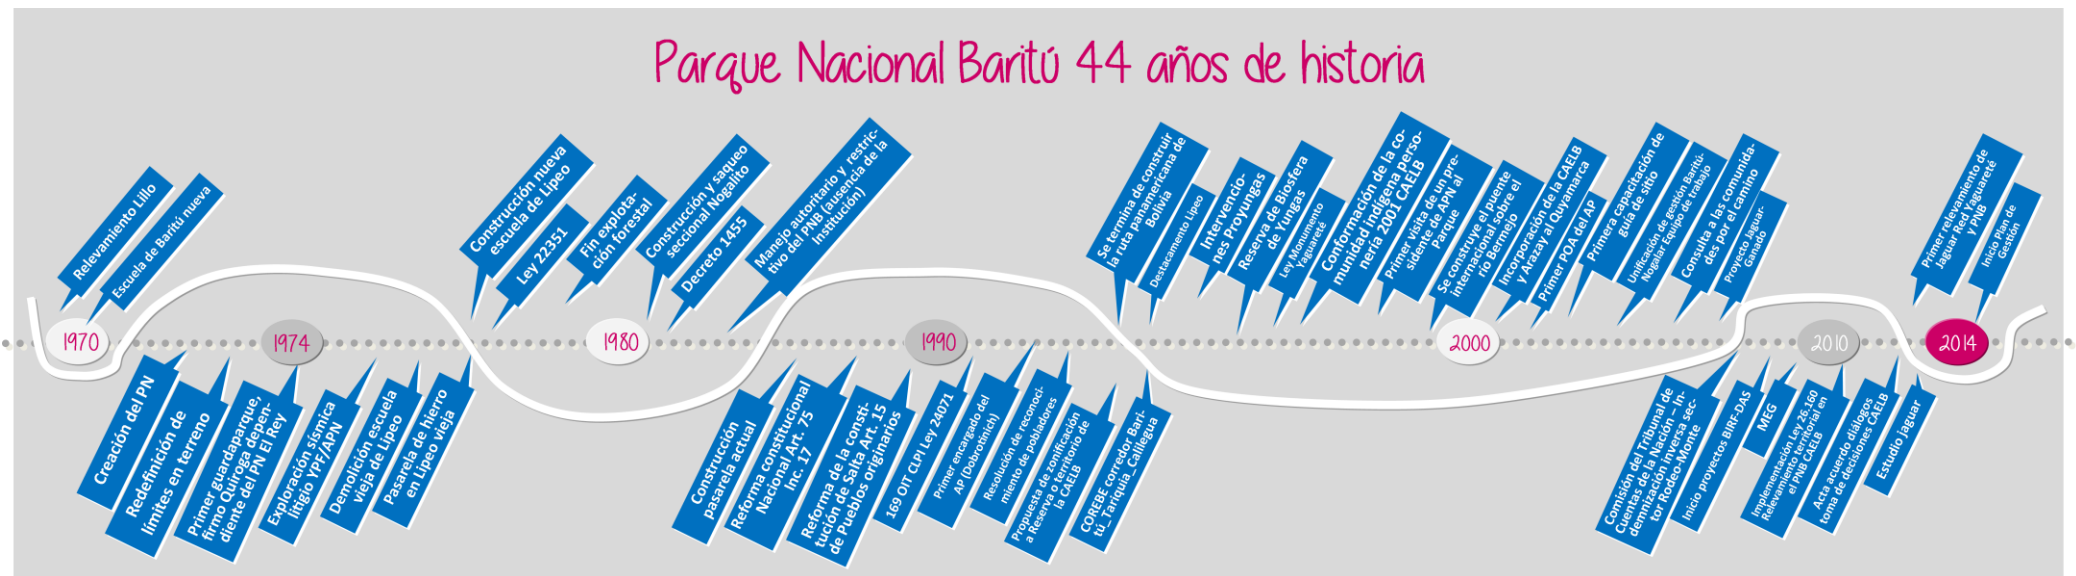 Parque Nacional Baritú 44 años de historia
Relevamiento Lillo
Escuela de Baritú nueva
Construcción nueva
escuela de Lipeo
Ley 22351
Fin explota-
ción forestal
Construcción y saqueo
seccional Nogalito
Decreto 1455
Manejo autoritario y restric-
tivo del PNB (ausencia de la
Institución)
Se termina de construir
la ruta panamericana de
Bolivia
Destacamento Lipeo
Intervencio-
nes Proyungas
Reserva de Biosfera
de Yungas
Ley Monumento
Yaguareté
Conformación de la co-
munidad Indígena perso-
nería 2001 CAELB
Primer visita de un pre-
sidente de APN al
Parque
Se construye el puente
internacional sobre el
río Bermejo
Incorporación de la CAELB
y Arazay al Quyamarca
Primer POA del AP
Primera capacitación de
guía de sitio
Unificación de gestión Baritú-
Nogalar Equipo de trabajo
Consulta a las comunida-
des por el camino
Proyecto Jaguar-
Ganado
Primer relevamiento de
Jaguar Red Yaguareté
y PNB
Inicio Plan de
Gestión
1970
1974
1980
1990
2000
2010
2014
Creación del PN
Redefinición de
límites en terreno
Primer guardaparque,
firmo Quiroga depen-
diente del PN El Rey
Exploración sísmica
litigio YPF/APN
Demolición escuela
vieja de Lipeo
Pasarela de hierro
en Lipeo vieja
Construcción
pasarela actual
Reforma constitucional
Nacional Art. 75
Inc. 17
Reforma de la consti-
tución de Salta Art. 15
de Pueblos originarios
169 OIT CLPI Ley 24071
Primer encargado del
AP (Dobrotinich)
Resolución de reconoci-
miento de pobladores
Propuesta de zonificación
a Reserva o territorio de
la CAELB
COREBE corredor Bari-
tú_Tariquia_Calilegua
Comisión del Tribunal de
Cuentas de la Nación – In-
demnización inversa sec-
tor Rodeo-Monte
Inicio proyectos BIRF-DAS
MEG
Implementación Ley 26.160
Relevamiento territorial en
el PNB CAELB
Acta acuerdo diálogos
toma de decisiones CAELB
Estudio jaguar